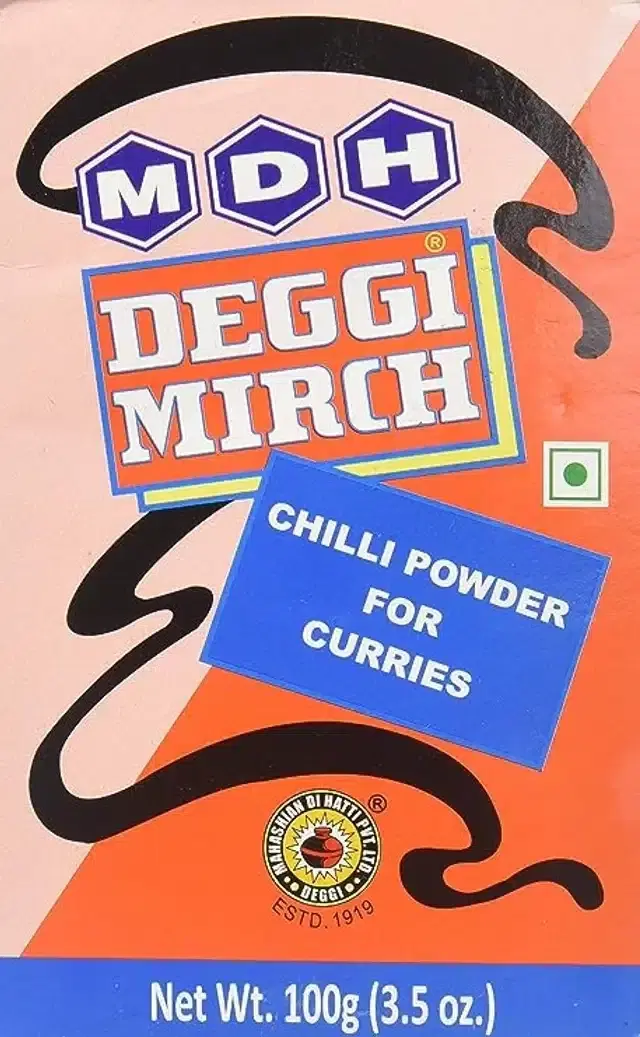 MDH
DEGGI®
MIRCH
CHILLI POWDER
FOR
CURRIES
MAHASHIAN DI HATTI PVT. LTD. ®
DEGGI
ESTD. 1919
Net Wt. 100g (3.5 oz.)